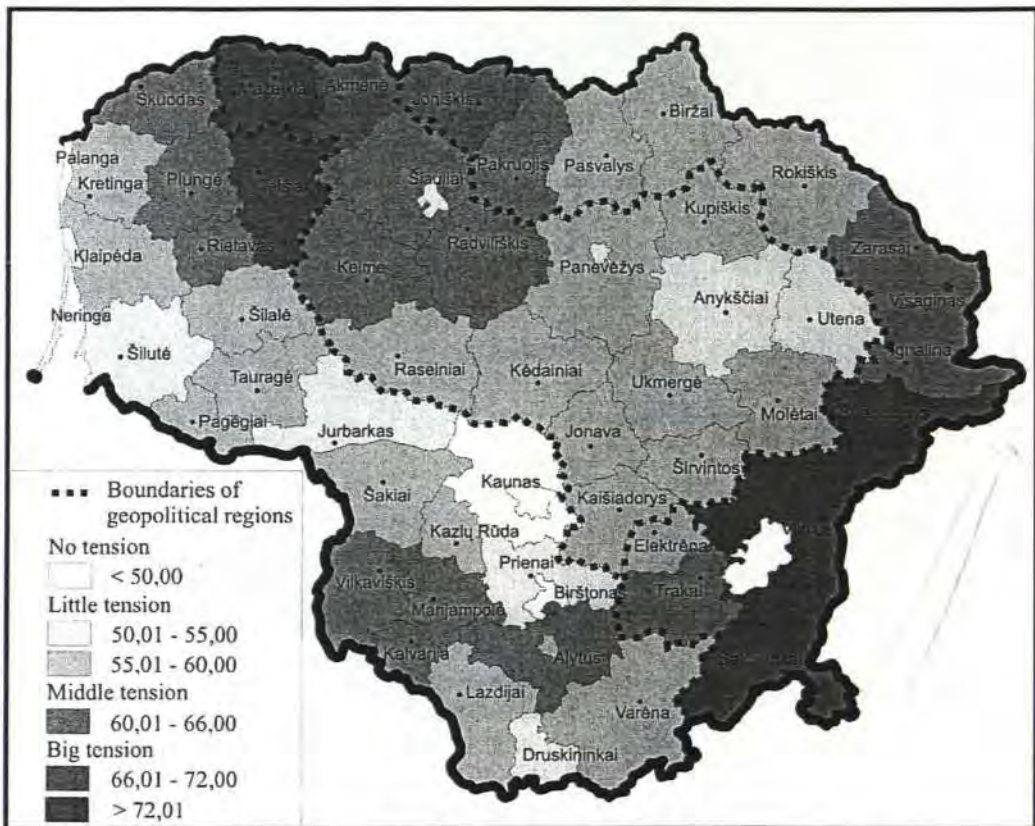 Skuodas
Akmenė
Joniškis
Biržai
Palanga
Kretinga
Plungė
Šiauliai
Pakruojis
Pasvalys
Rokiškis
Kupiškis
Klaipėda
Rietavas
Radviliškis
Kelmė
Panevėžys
Zarasai
Anykščiai
Visaginas
Neringa
Šilutė
Šilalė
Utena
Ignalina
Tauragė
Raseiniai
Kėdainiai
Ukmergė
Molėtai
Pagėgiai
Jurbarkas
Jonava
Širvintos
Kaunas
Šakiai
Kaišiadorys
Kazlų Rūda
Elektrėnai
Prienai
Vilkaviškis
Birštonas
Trakai
Marijampolė
Kalvarija
Alytus
Lazdijai
Varėna
Druskininkai
Boundaries of
geopolitical regions
No tension
< 50,00
Little tension
50,01 - 55,00
55,01 - 60,00
Middle tension
60,01 - 66,00
Big tension
66,01 - 72,00
> 72,01